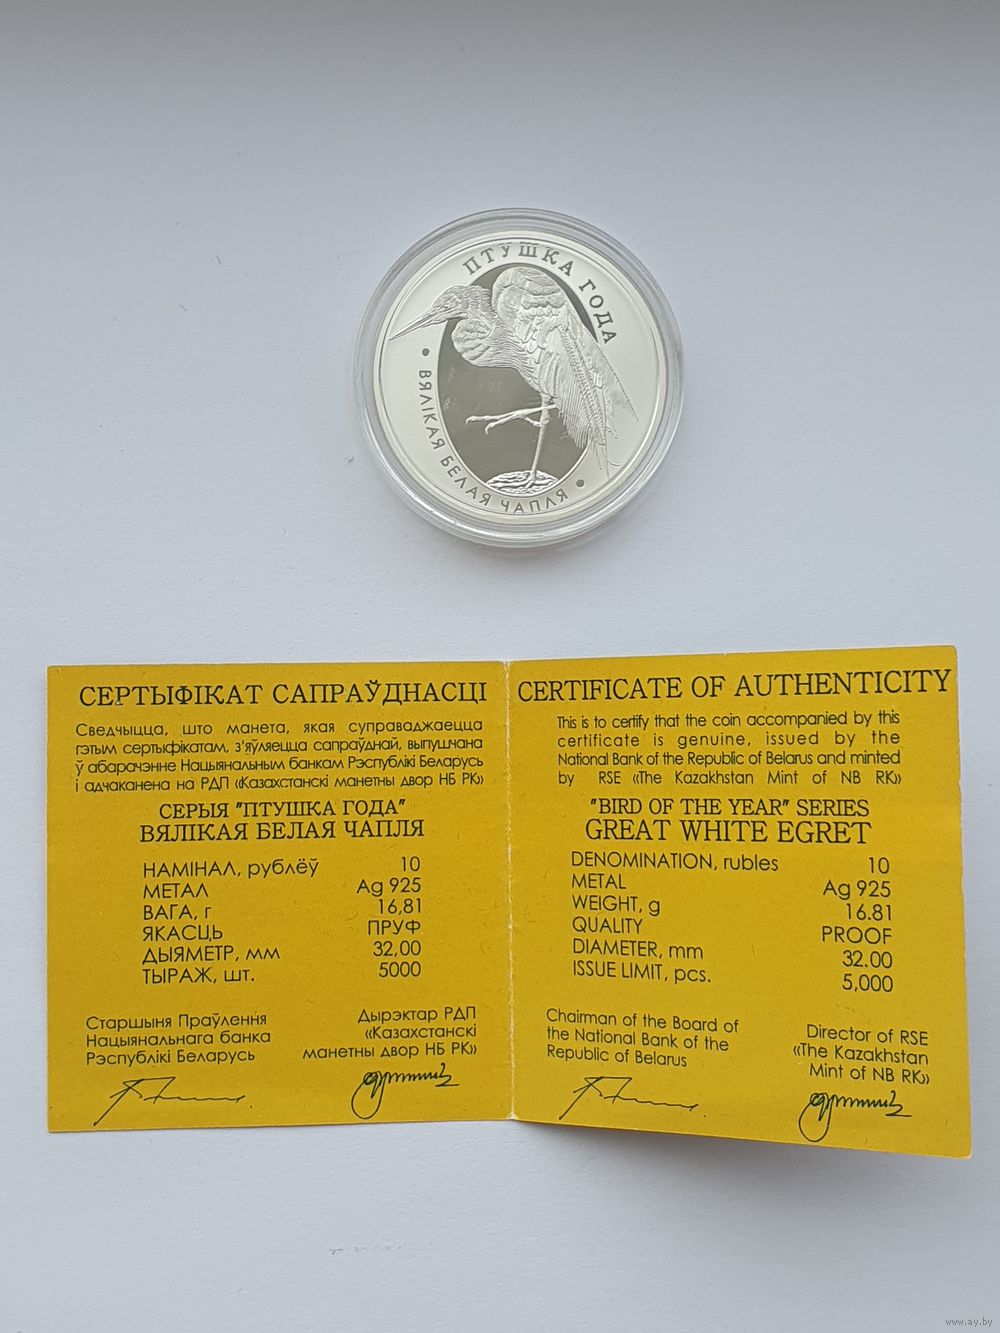 ПТУШКА ГОДА
• ВЯЛІКАЯ БЕЛАЯ ЧАПЛЯ •
СЕРТЫФІКАТ САПРАЎДНАСЦІ
Сведчыцца, што манета, якая суправаджаецца
гэтым сертыфікатам, з'яўляецца сапраўднай, выпушчана
ў абарачэнне Нацыянальным банкам Рэспублікі Беларусь
і адчаканена на РДП «Казахстанскі манетны двор НБ РК»
СЕРЫЯ "ПТУШКА ГОДА"
ВЯЛІКАЯ БЕЛАЯ ЧАПЛЯ
НАМІНАЛ, рублёў 10
МЕТАЛ Ag 925
ВАГА, г 16,81
ЯКАСЦЬ ПРУФ
ДЫЯМЕТР, мм 32,00
ТЫРАЖ, шт. 5000
Старшыня Праўлення
Нацыянальнага банка
Рэспублікі Беларусь
Дырэктар РДП
«Казахстанскі
манетны двор НБ РК»
CERTIFICATE OF AUTHENTICITY
This is to certify that the coin accompanied by this
certificate is genuine, issued by the
National Bank of the Republic of Belarus and minted
by RSE «The Kazakhstan Mint of NB RK»
"BIRD OF THE YEAR" SERIES
GREAT WHITE EGRET
DENOMINATION, rubles 10
METAL Ag 925
WEIGHT, g 16.81
QUALITY PROOF
DIAMETER, mm 32.00
ISSUE LIMIT, pcs. 5,000
Chairman of the Board of
the National Bank of the
Republic of Belarus
Director of RSE
«The Kazakhstan
Mint of NB RK»
www.ay.by